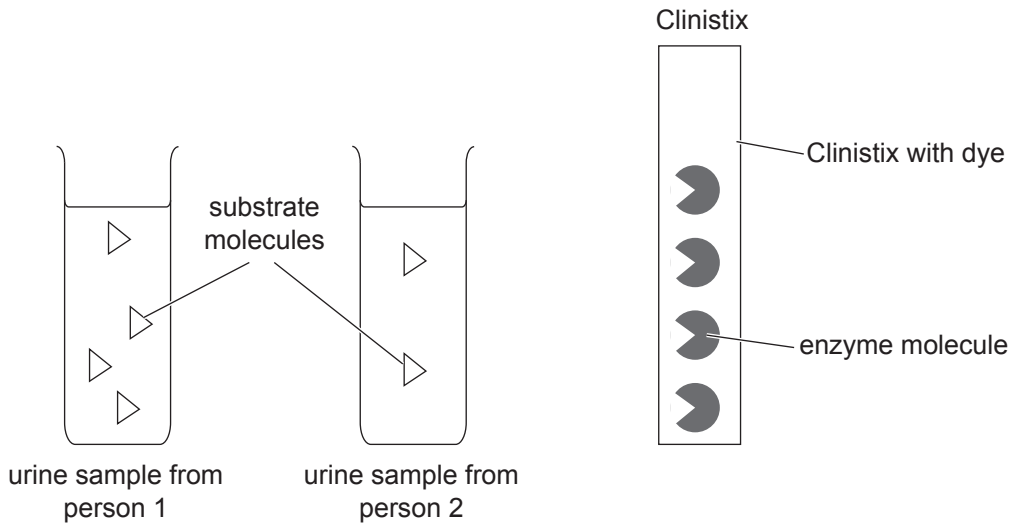 Clinistix
Clinistix with dye
substrate
molecules
enzyme molecule
urine sample from
person 1
urine sample from
person 2